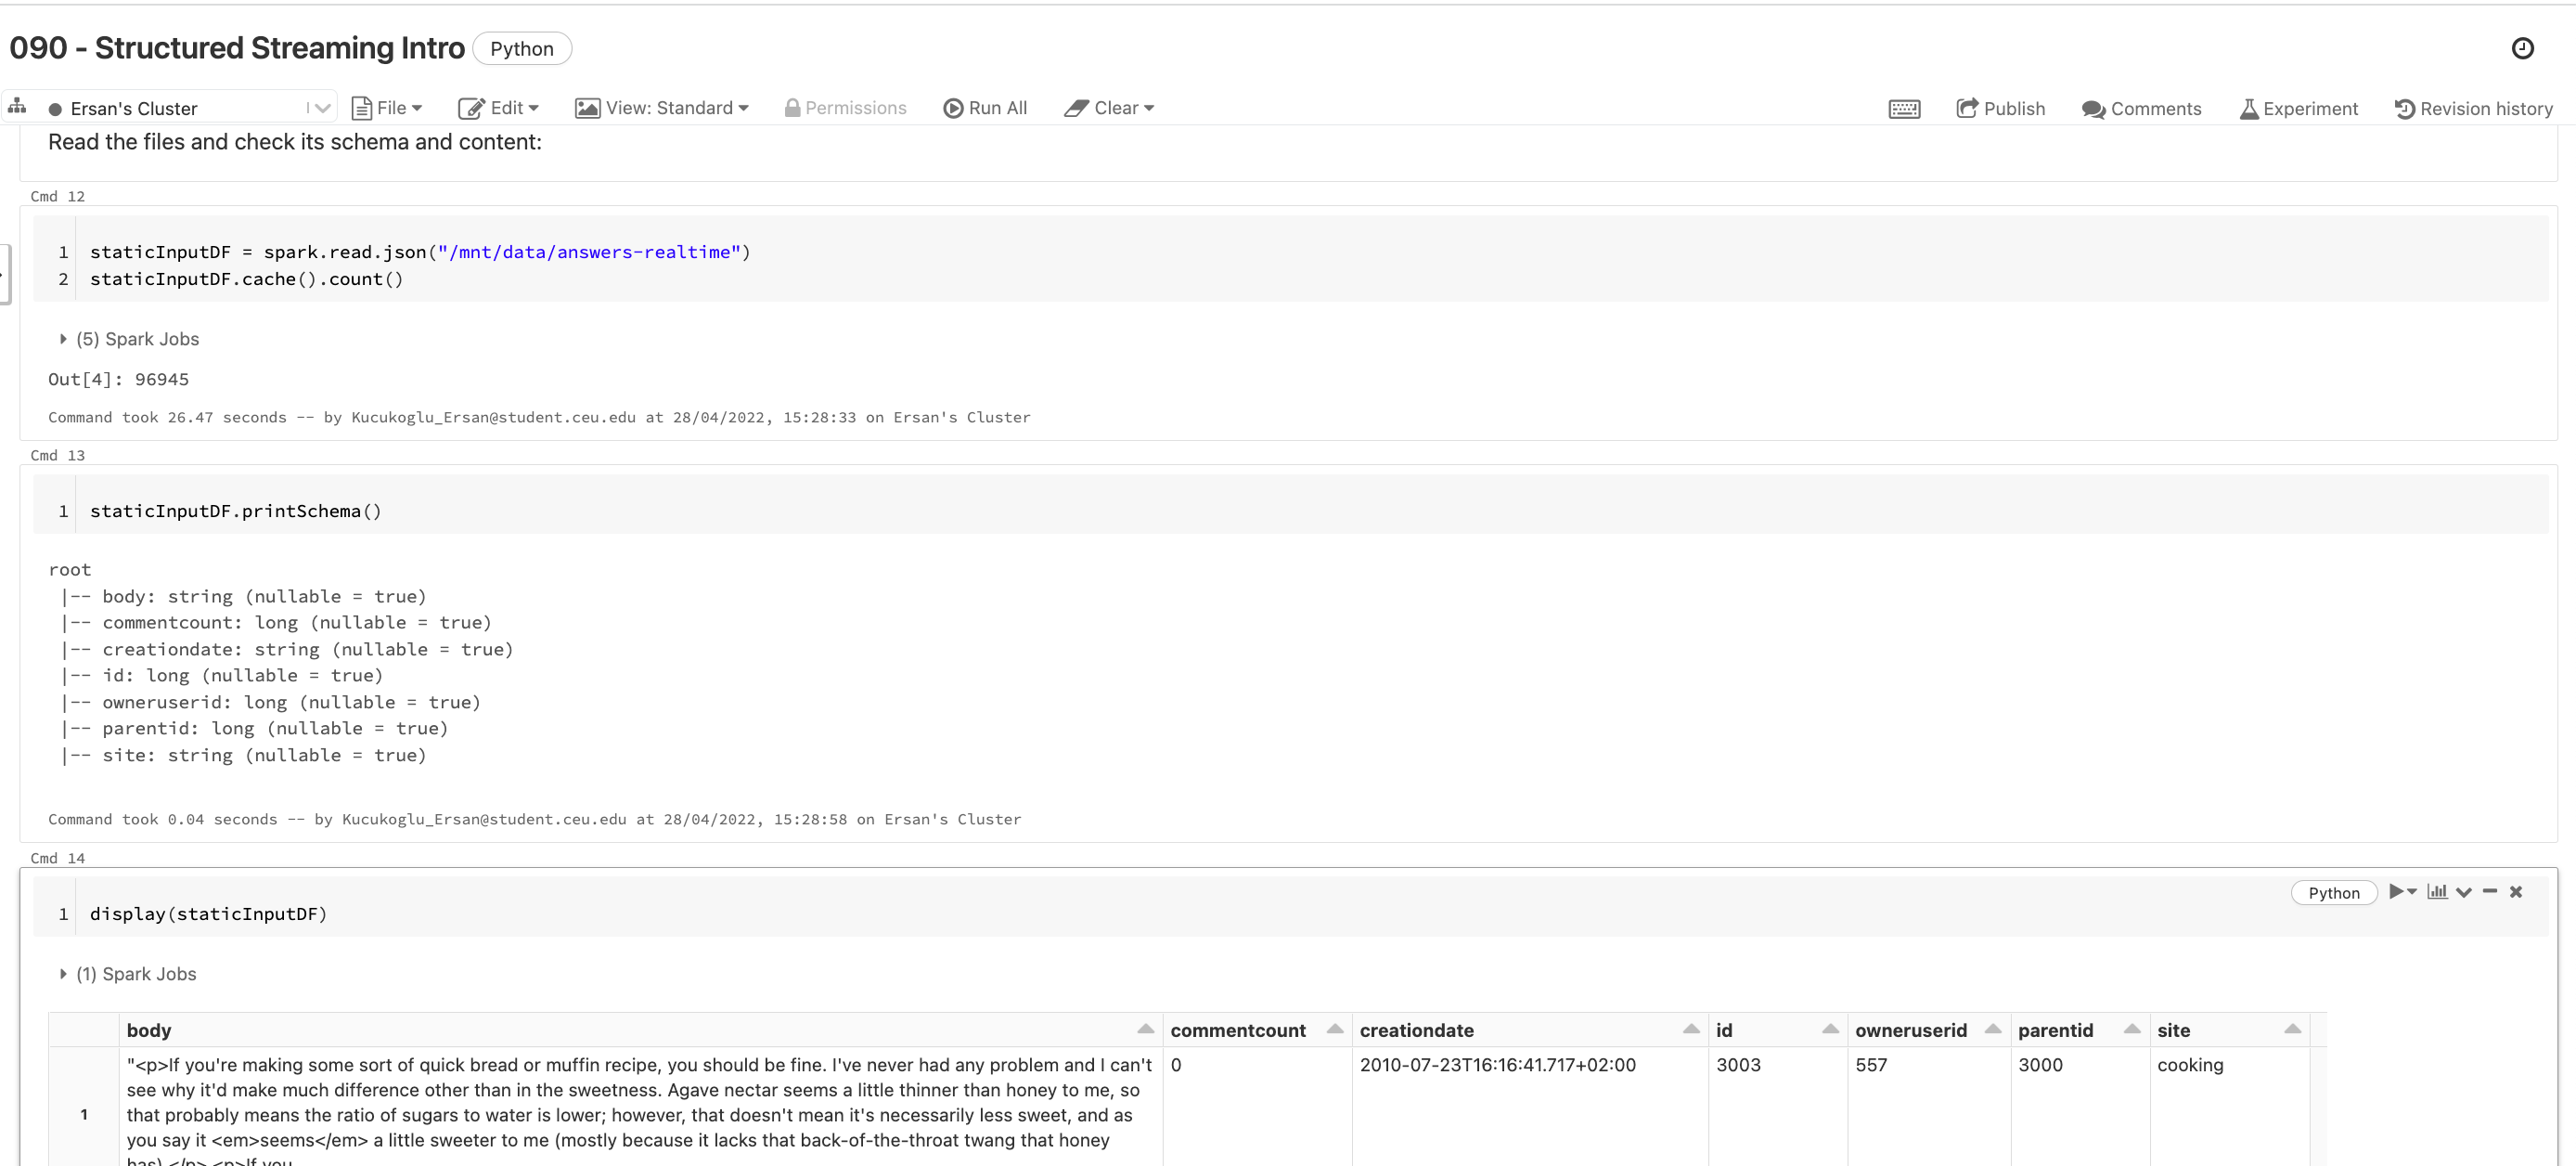 090 - Structured Streaming Intro Python
Ersan's Cluster File Edit View: Standard Permissions Run All Clear Publish Comments Experiment Revision history
Read the files and check its schema and content:
Cmd 12
1 staticInputDF = spark.read.json("/mnt/data/answers-realtime")
2 staticInputDF.cache().count()
(5) Spark Jobs
Out[4]: 96945
Command took 26.47 seconds -- by Kucukoglu_Ersan@student.ceu.edu at 28/04/2022, 15:28:33 on Ersan's Cluster
Cmd 13
1 staticInputDF.printSchema()
root
|-- body: string (nullable = true)
|-- commentcount: long (nullable = true)
|-- creationdate: string (nullable = true)
|-- id: long (nullable = true)
|-- owneruserid: long (nullable = true)
|-- parentid: long (nullable = true)
|-- site: string (nullable = true)
Command took 0.04 seconds -- by Kucukoglu_Ersan@student.ceu.edu at 28/04/2022, 15:28:58 on Ersan's Cluster
Cmd 14
Python
1 display(staticInputDF)
(1) Spark Jobs
body commentcount creationdate id owneruserid parentid site
"<p>If you're making some sort of quick bread or muffin recipe, you should be fine. I've never had any problem and I can't 0 2010-07-23T16:16:41.717+02:00 3003 557 3000 cooking
see why it'd make much difference other than in the sweetness. Agave nectar seems a little thinner than honey to me, so
1 that probably means the ratio of sugars to water is lower; however, that doesn't mean it's necessarily less sweet, and as
you say it <em>seems</em> a little sweeter to me (mostly because it lacks that back-of-the-throat twang that honey
has).</p> <p>If you